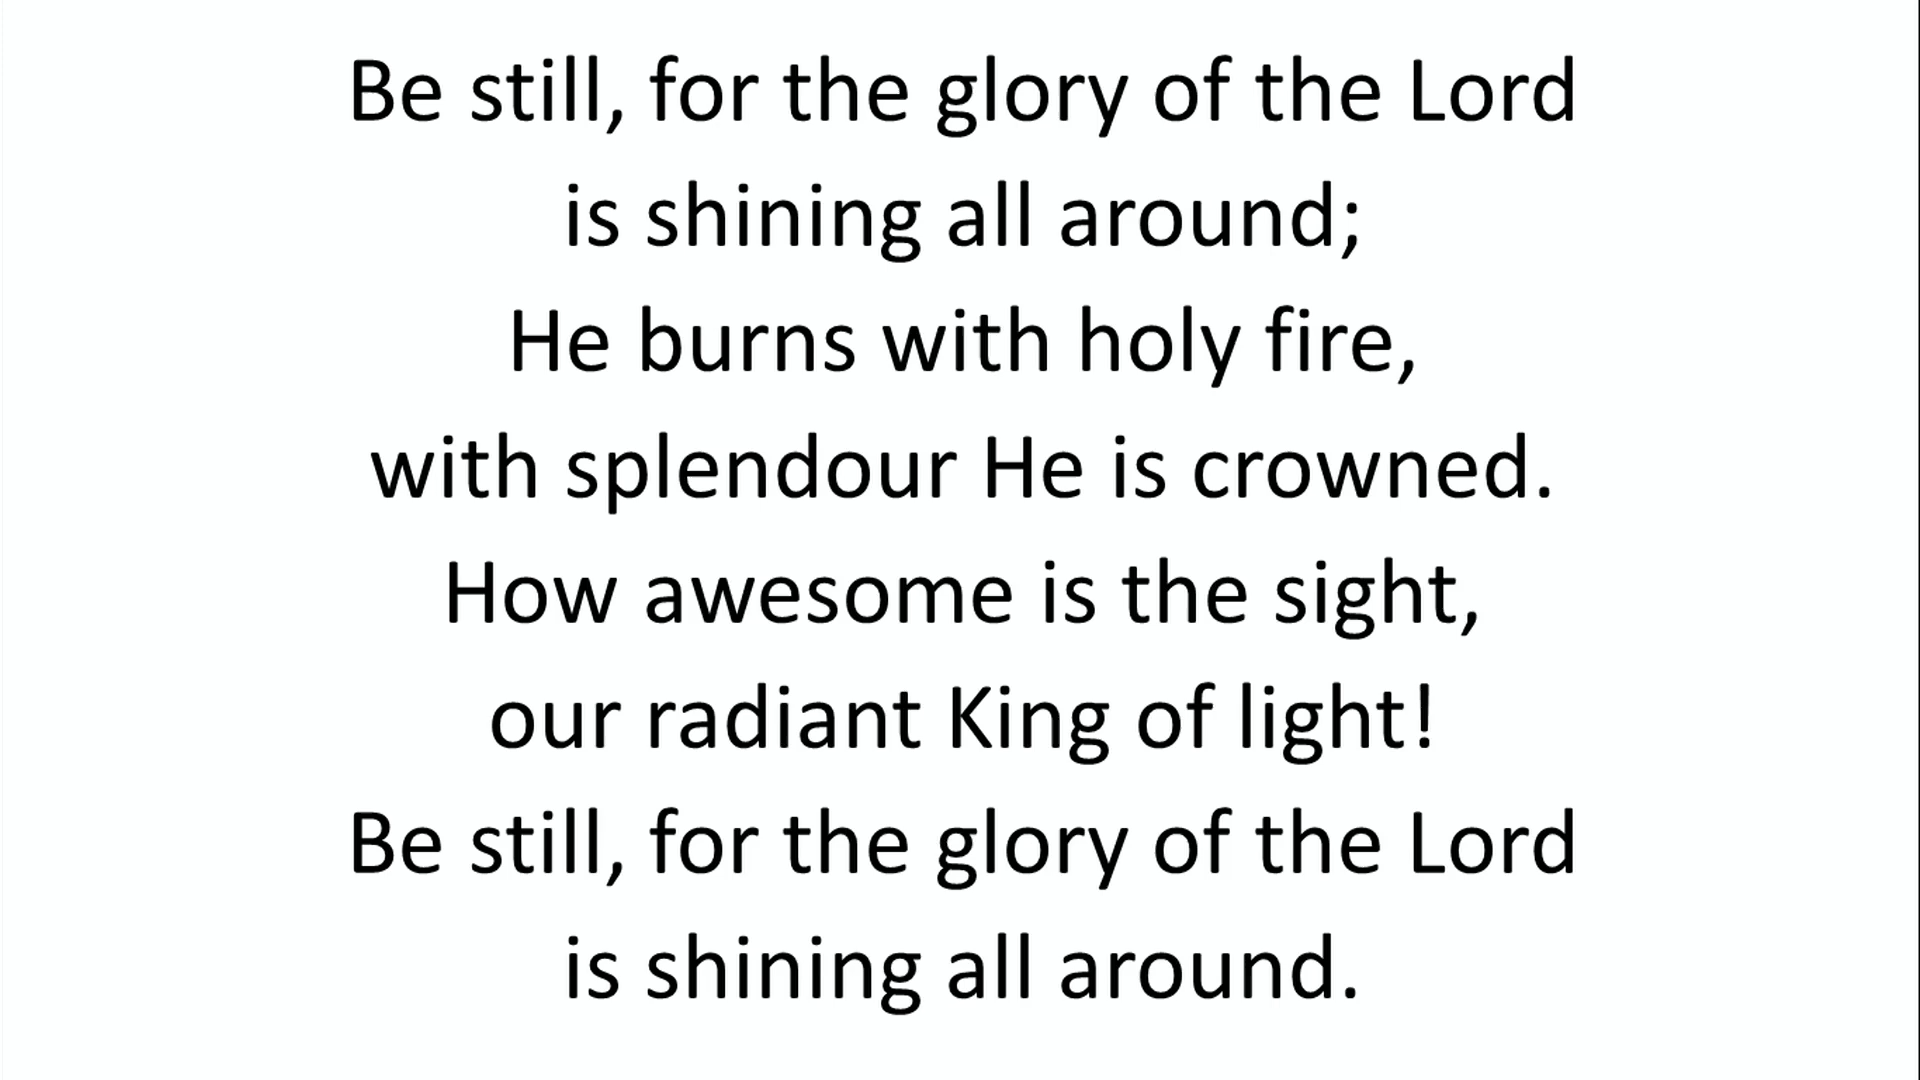 Be still, for the glory of the Lord
is shining all around;
He burns with holy fire,
with splendour He is crowned.
How awesome is the sight,
our radiant King of light!
Be still, for the glory of the Lord
is shining all around.